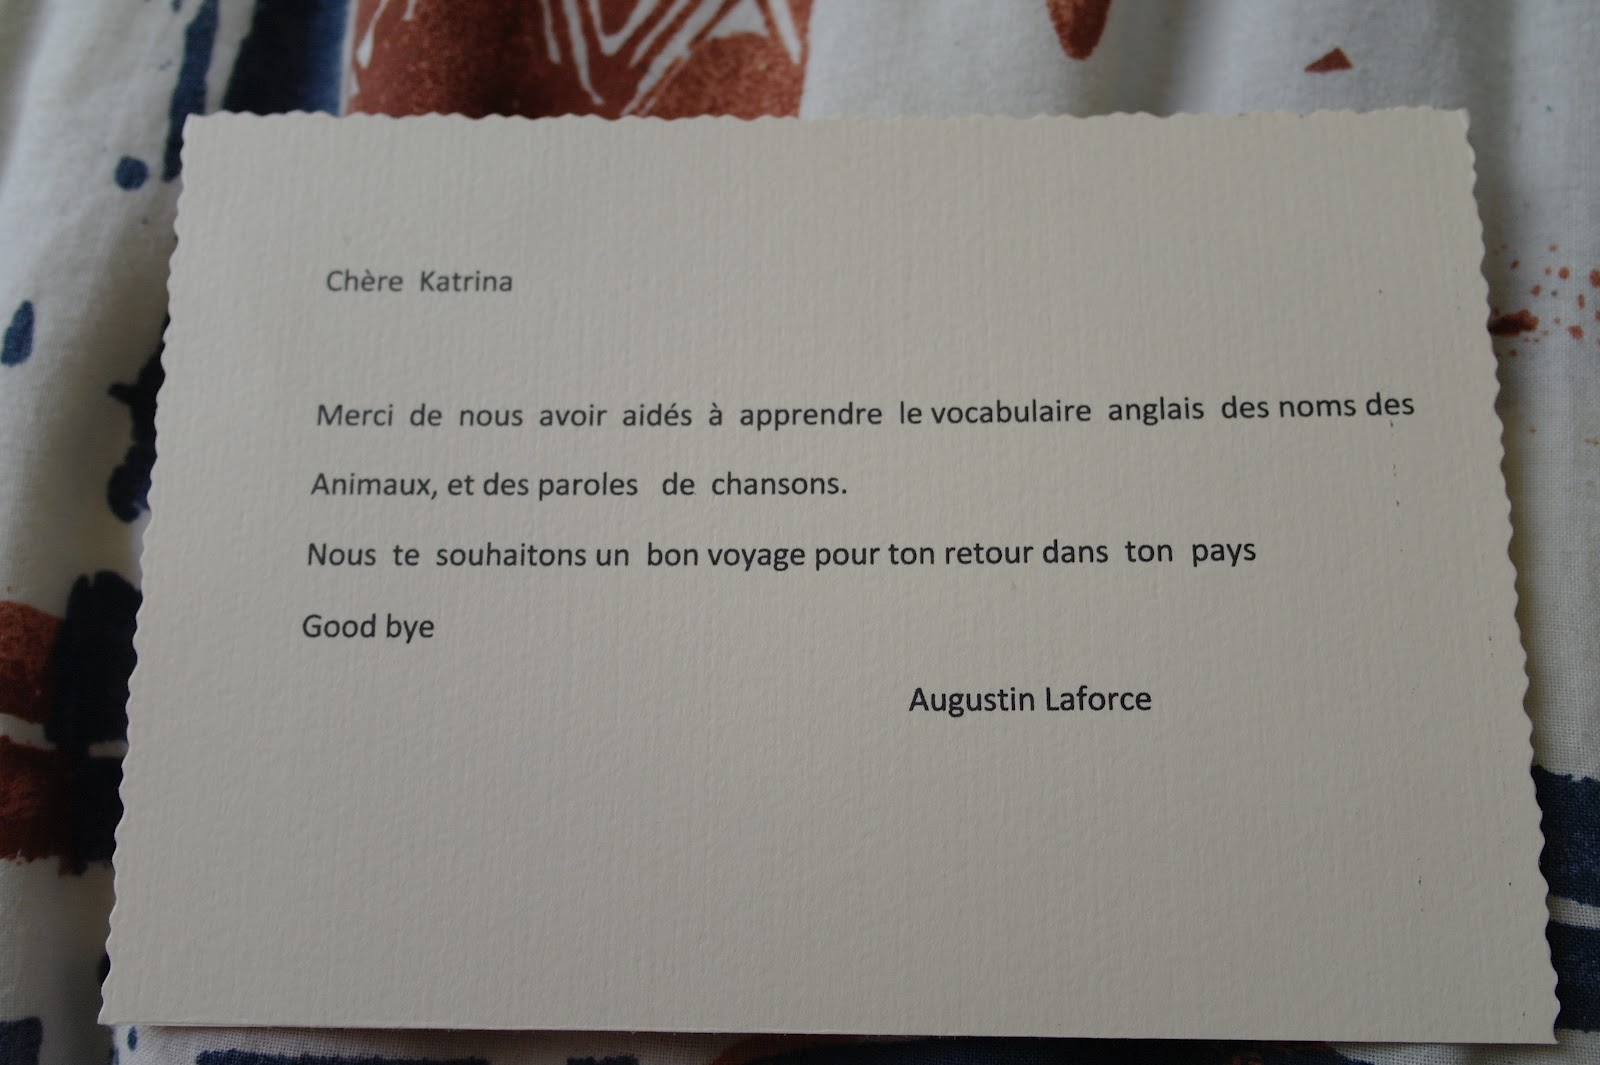 Chère Katrina
Merci de nous avoir aidés à apprendre le vocabulaire anglais des noms des
Animaux, et des paroles de chansons.
Nous te souhaitons un bon voyage pour ton retour dans ton pays
Good bye
Augustin Laforce